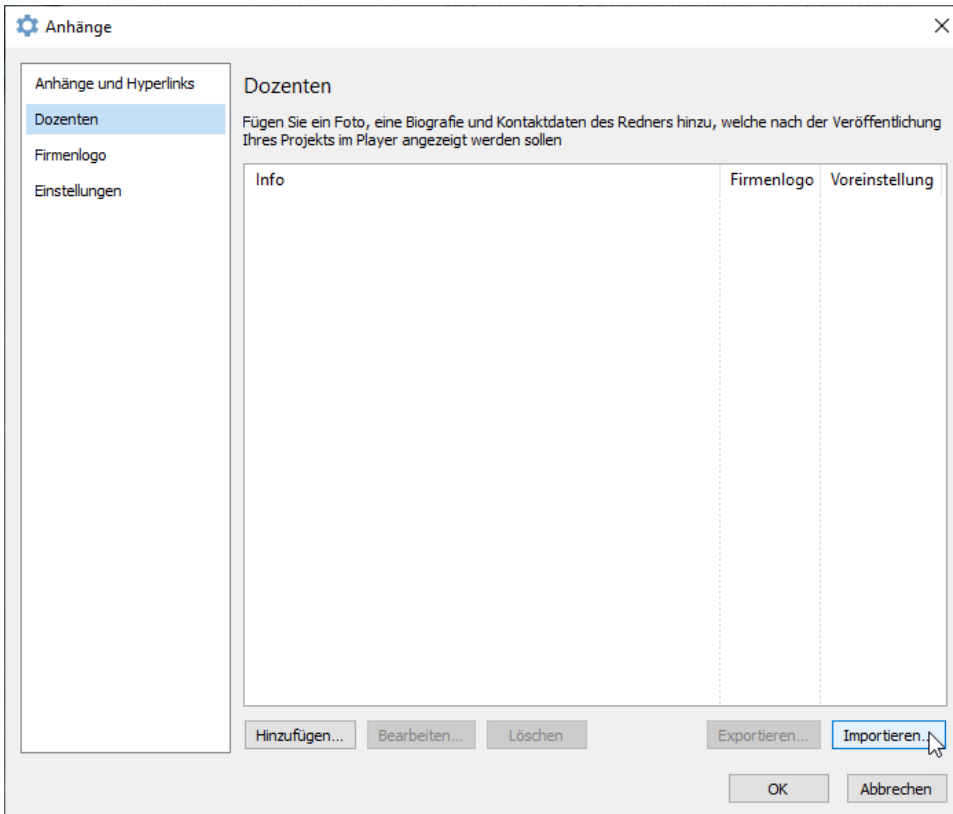 Anhänge
Anhänge und Hyperlinks
Dozenten
Firmenlogo
Einstellungen
Dozenten
Fügen Sie ein Foto, eine Biografie und Kontaktdaten des Redners hinzu, welche nach der Veröffentlichung
Ihres Projekts im Player angezeigt werden sollen
Info Firmenlogo Voreinstellung
Hinzufügen... Bearbeiten... Löschen Exportieren... Importieren...
OK Abbrechen